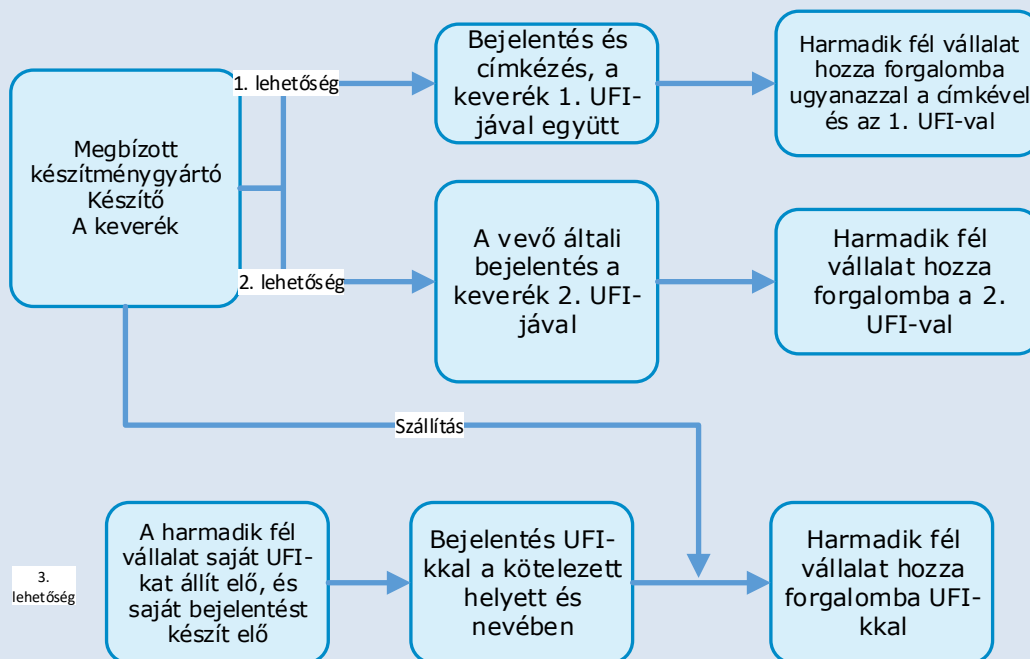 Megbízott
készítménygyártó
Készítő
A keverék
1. lehetőség
Bejelentés és
címkézés, a
keverék 1. UFI-
jával együtt
Harmadik fél vállalat
hozza forgalomba
ugyanazzal a címkével
és az 1. UFI-val
2. lehetőség
A vevő általi
bejelentés a
keverék 2. UFI-
jával
Harmadik fél
vállalat hozza
forgalomba a 2.
UFI-val
Szállítás
3.
lehetőség
A harmadik fél
vállalat saját UFI-
kat állít elő, és
saját bejelentést
készít elő
Bejelentés UFI-
kkal a kötelezett
helyett és
nevében
Harmadik fél
vállalat hozza
forgalomba UFI-
kkal